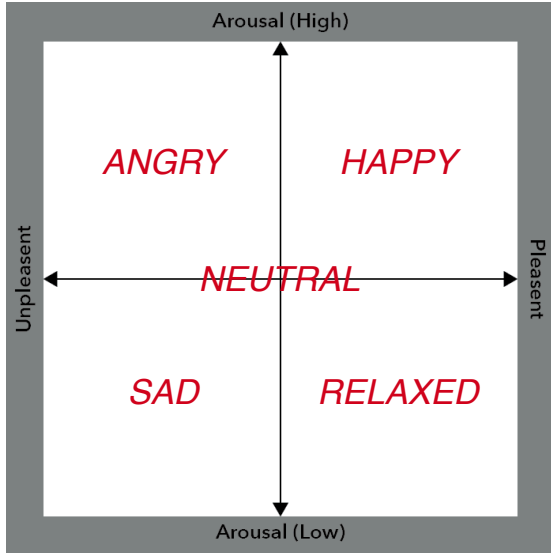 Arousal (High)
ANGRY
HAPPY
Unpleasent
NEUTRAL
Pleasent
SAD
RELAXED
Arousal (Low)